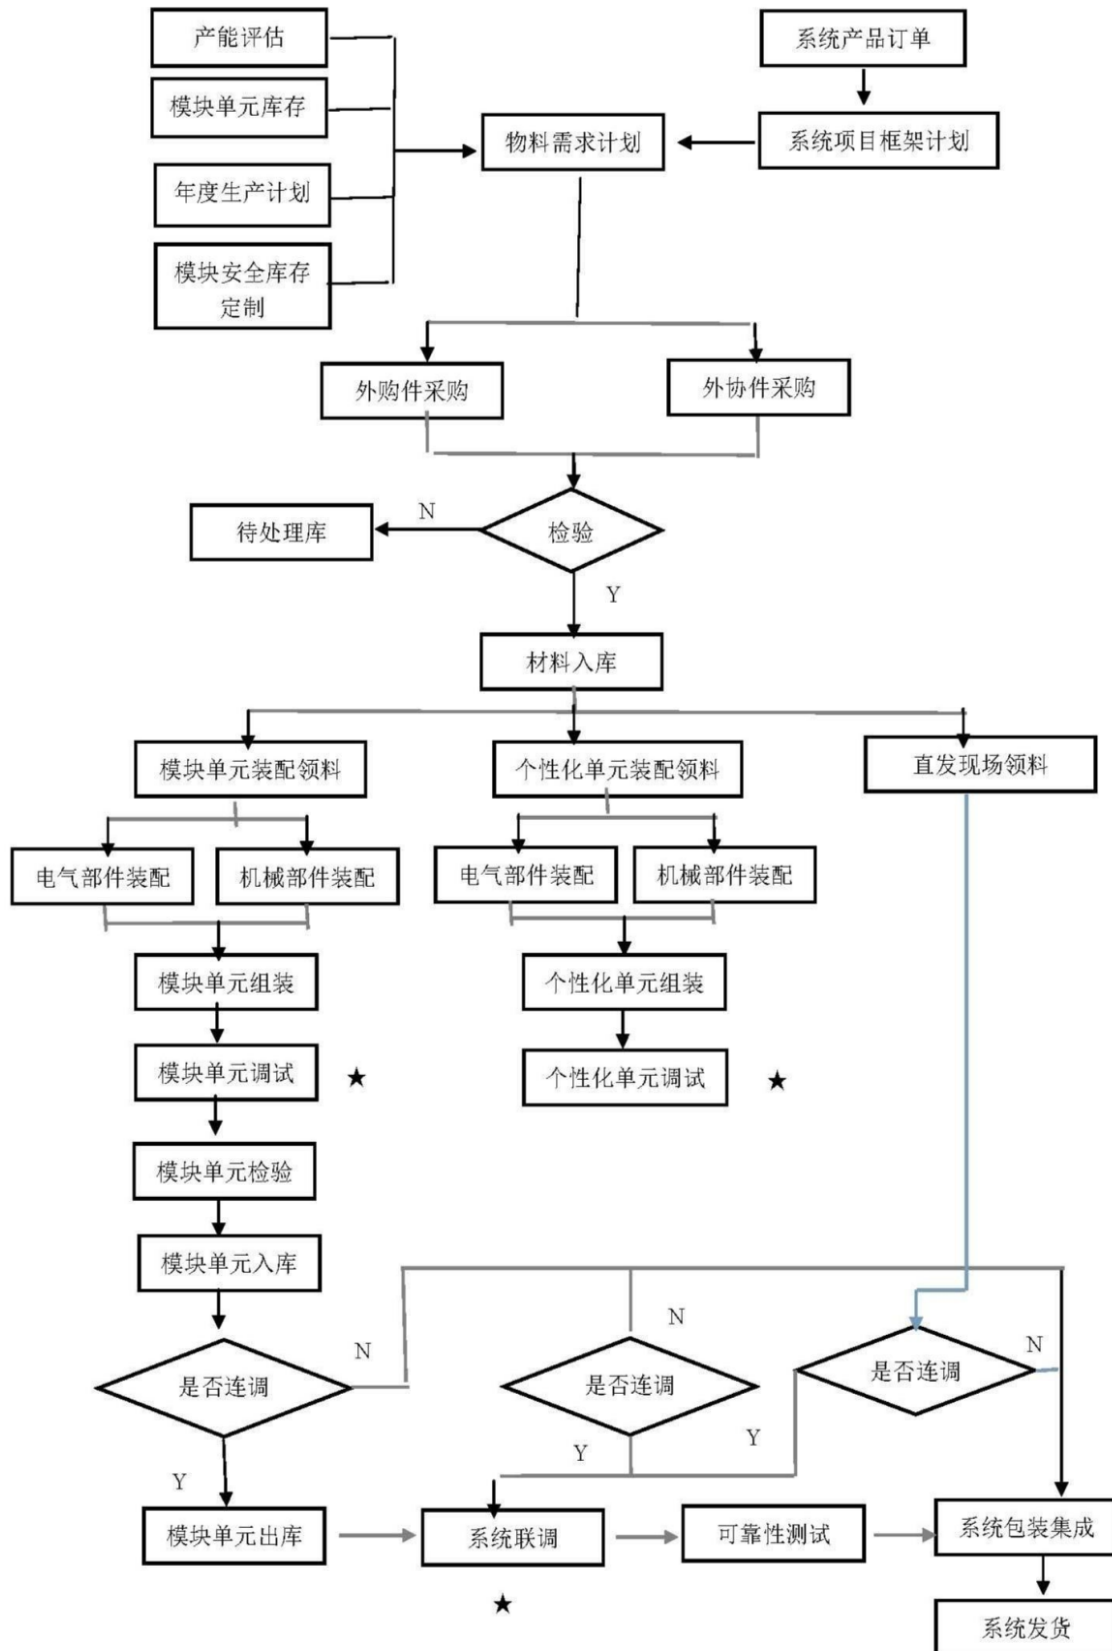 产能评估
系统产品订单
模块单元库存
物料需求计划
系统项目框架计划
年度生产计划
模块安全库存
定制
外购件采购
外协件采购
待处理库
N
检验
Y
材料入库
模块单元装配领料
个性化单元装配领料
直发现场领料
电气部件装配
机械部件装配
电气部件装配
机械部件装配
模块单元组装
个性化单元组装
模块单元调试
★
个性化单元调试
★
模块单元检验
模块单元入库
N
N
N
是否连调
是否连调
是否连调
Y
Y
Y
模块单元出库
系统联调
可靠性测试
系统包装集成
★
系统发货